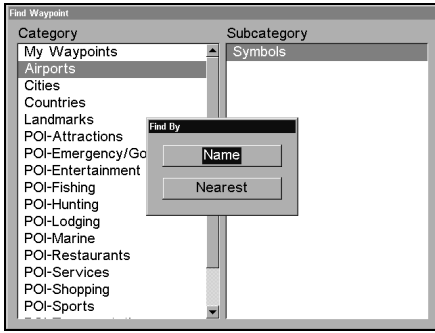 Find Waypoint
Category
Subcategory
My Waypoints
Airports
Cities
Countries
Landmarks
POI-Attractions
POI-Emergency/Go
POI-Entertainment
POI-Fishing
POI-Hunting
POI-Lodging
POI-Marine
POI-Restaurants
POI-Services
POI-Shopping
POI-Sports
Symbols
Find By
Name
Nearest